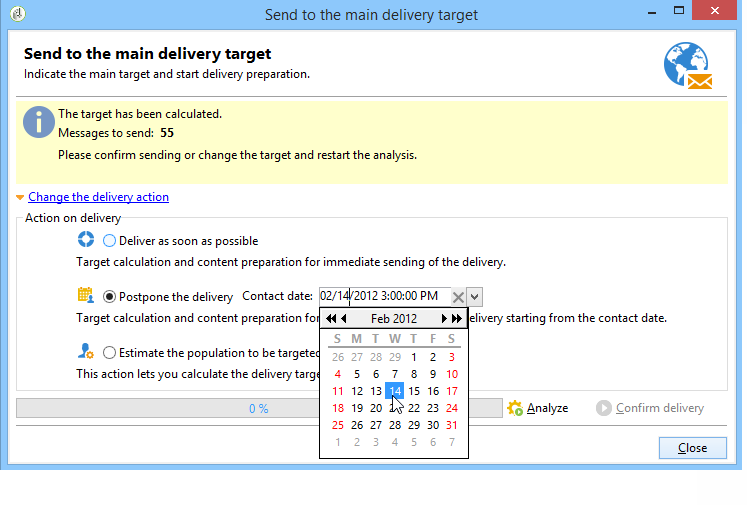 Send to the main delivery target
Send to the main delivery target
Indicate the main target and start delivery preparation.
The target has been calculated.
Messages to send: 55
Please confirm sending or change the target and restart the analysis.
Change the delivery action
Action on delivery
Deliver as soon as possible
Target calculation and content preparation for immediate sending of the delivery.
Postpone the delivery Contact date: 02/14/2012 3:00:00 PM
Target calculation and content preparation for elivery starting from the contact date.
Feb 2012
S M T W T F S
Estimate the population to be targeted
26 27 28 29 1 2 3
4 5 6 7 8 9 10
This action lets you calculate the delivery targe
11 12 13 14 15 16 17
18 19 20 22 23 24
25 26 27 28 29 30 31
1 2 3 4 5 6 7
0 %
Analyze
Confirm delivery
Close